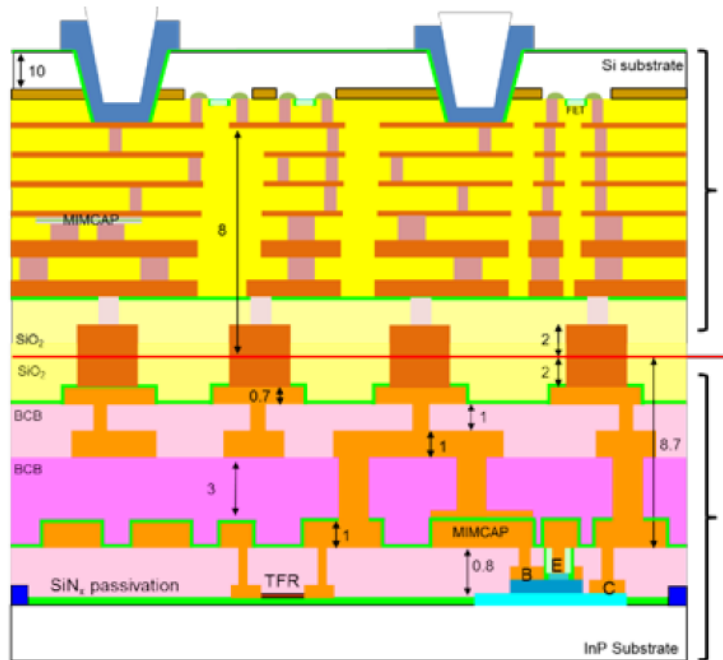 10
Si substrate
FET
MIMCAP
8
SiO₂
2
SiO₂
2
0.7
BCB
1
1
8.7
BCB
3
1
MIMCAP
0.8
B
E
C
SiNₓ passivation
TFR
InP Substrate